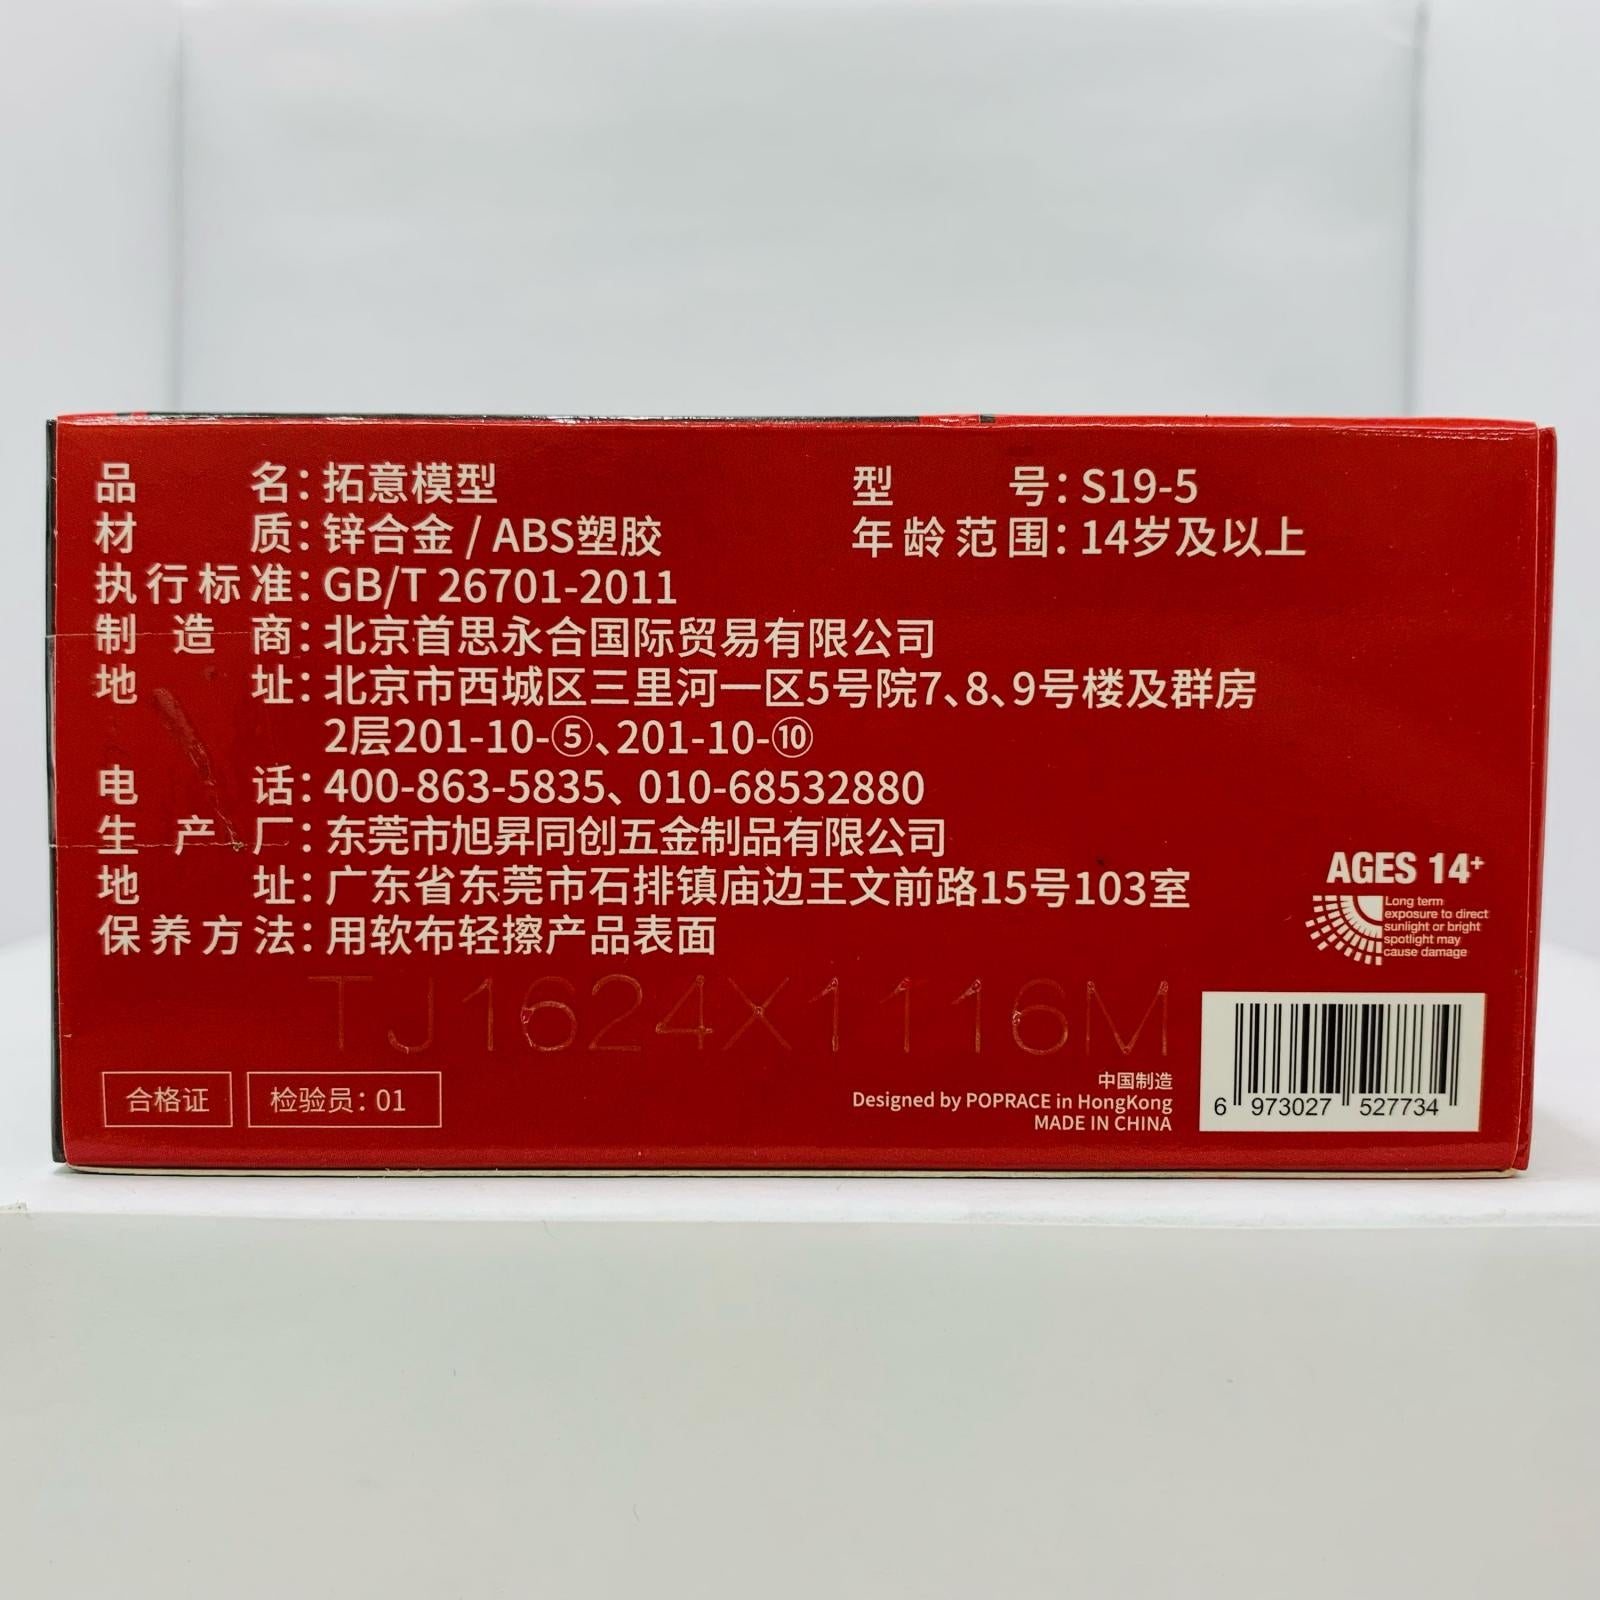 品名：拓意模型 型号：S19-5
材质：锌合金 / ABS塑胶 年龄范围：14岁及以上
执行标准：GB/T 26701-2011
制造商：北京首思永合国际贸易有限公司
地址：北京市西城区三里河一区5号院7、8、9号楼及群房
2层201-10-⑤、201-10-⑩
电话：400-863-5835、010-68532880
生产厂：东莞市旭昇同创五金制品有限公司
地址：广东省东莞市石排镇庙边王文前路15号103室
保养方法：用软布轻擦产品表面
AGES 14+
Long term
exposure to direct
sunlight or bright
spotlight may
cause damage
TJ1624X1116M
合格证 检验员：01
中国制造
Designed by POPRACE in HongKong
MADE IN CHINA
6 973027 527734